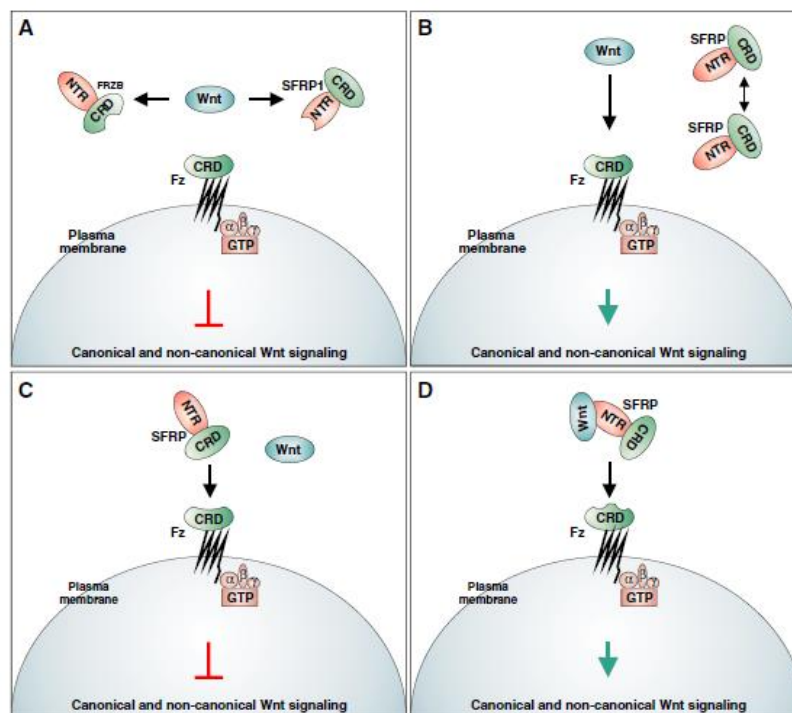 A
NTR
FRZB
CRD
Wnt
SFRP1
CRD
NTR
CRD
Fz
α β γ
GTP
Plasma
membrane
Canonical and non-canonical Wnt signaling
B
Wnt
SFRP
CRD
NTR
SFRP
CRD
NTR
CRD
Fz
α β γ
GTP
Plasma
membrane
Canonical and non-canonical Wnt signaling
C
NTR
SFRP
CRD
Wnt
CRD
Fz
α β γ
GTP
Plasma
membrane
Canonical and non-canonical Wnt signaling
D
Wnt
NTR
SFRP
CRD
CRD
Fz
α β γ
GTP
Plasma
membrane
Canonical and non-canonical Wnt signaling